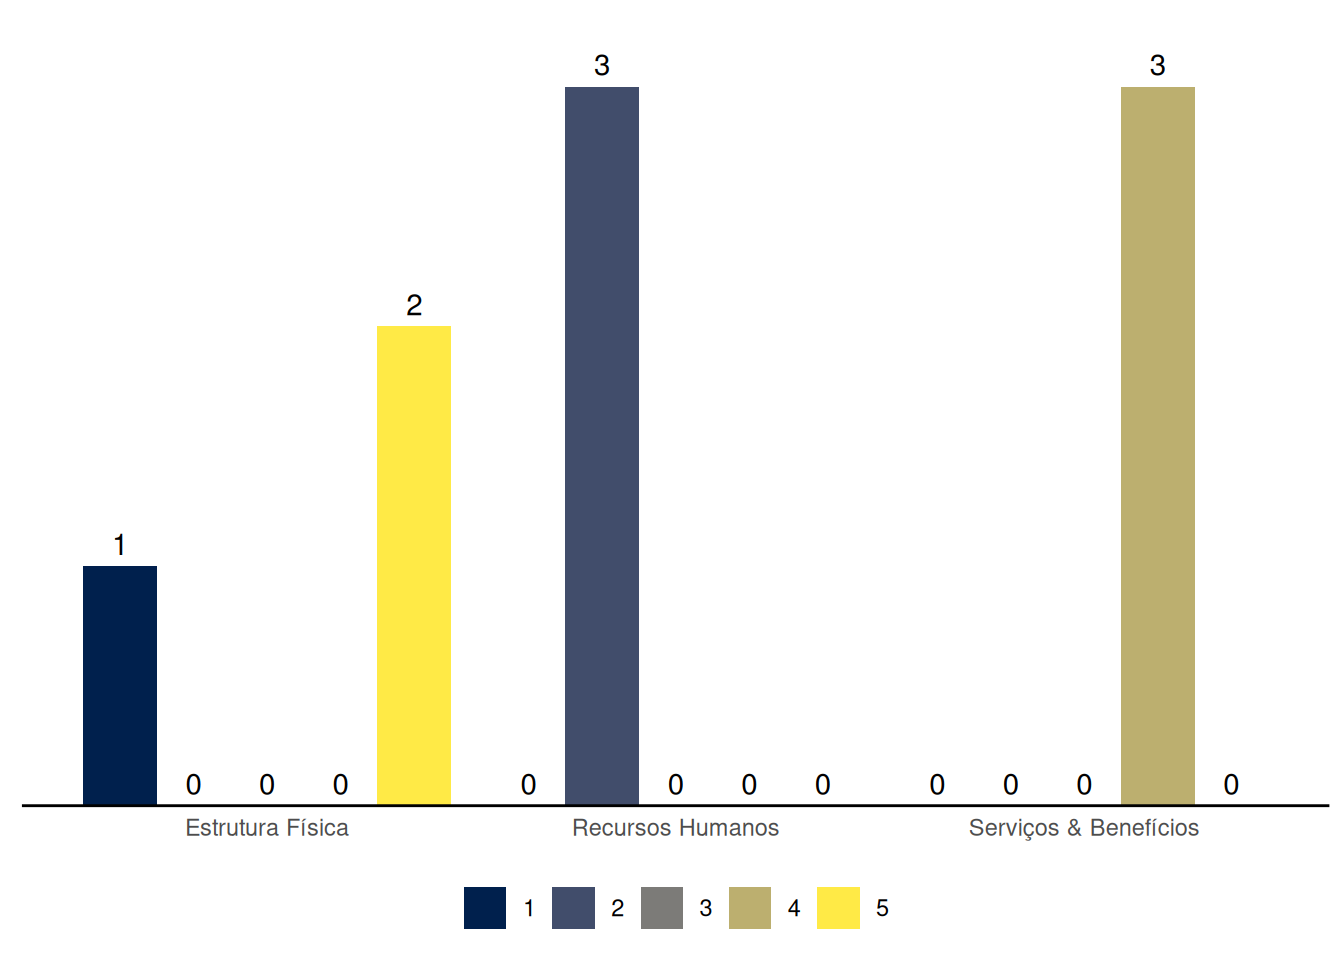 3 3
2
1
0 0 0 0 0 0 0 0 0 0 0
Estrutura Física Recursos Humanos Serviços & Benefícios
1 2 3 4 5